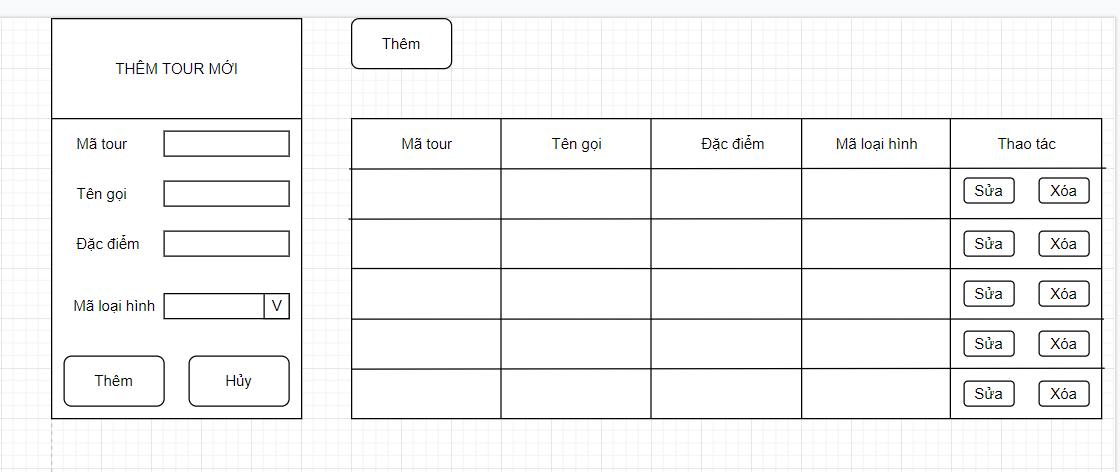 THÊM TOUR MỚI
Mã tour
Tên gọi
Đặc điểm
Mã loại hình V
Thêm Hủy
Thêm
Mã tour Tên gọi Đặc điểm Mã loại hình Thao tác
Sửa Xóa
Sửa Xóa
Sửa Xóa
Sửa Xóa
Sửa Xóa